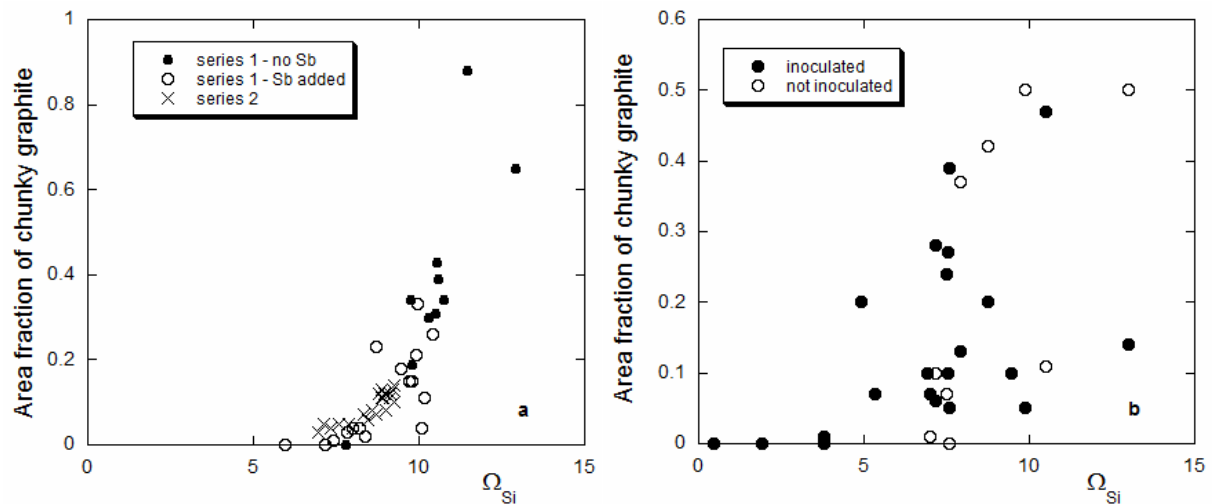 1
0.8
0.6
0.4
0.2
0
0
5
10
15
Area fraction of chunky graphite
series 1 - no Sb
series 1 - Sb added
series 2
a
ΩSi
0.6
0.5
0.4
0.3
0.2
0.1
0
0
5
10
15
Area fraction of chunky graphite
inoculated
not inoculated
b
ΩSi